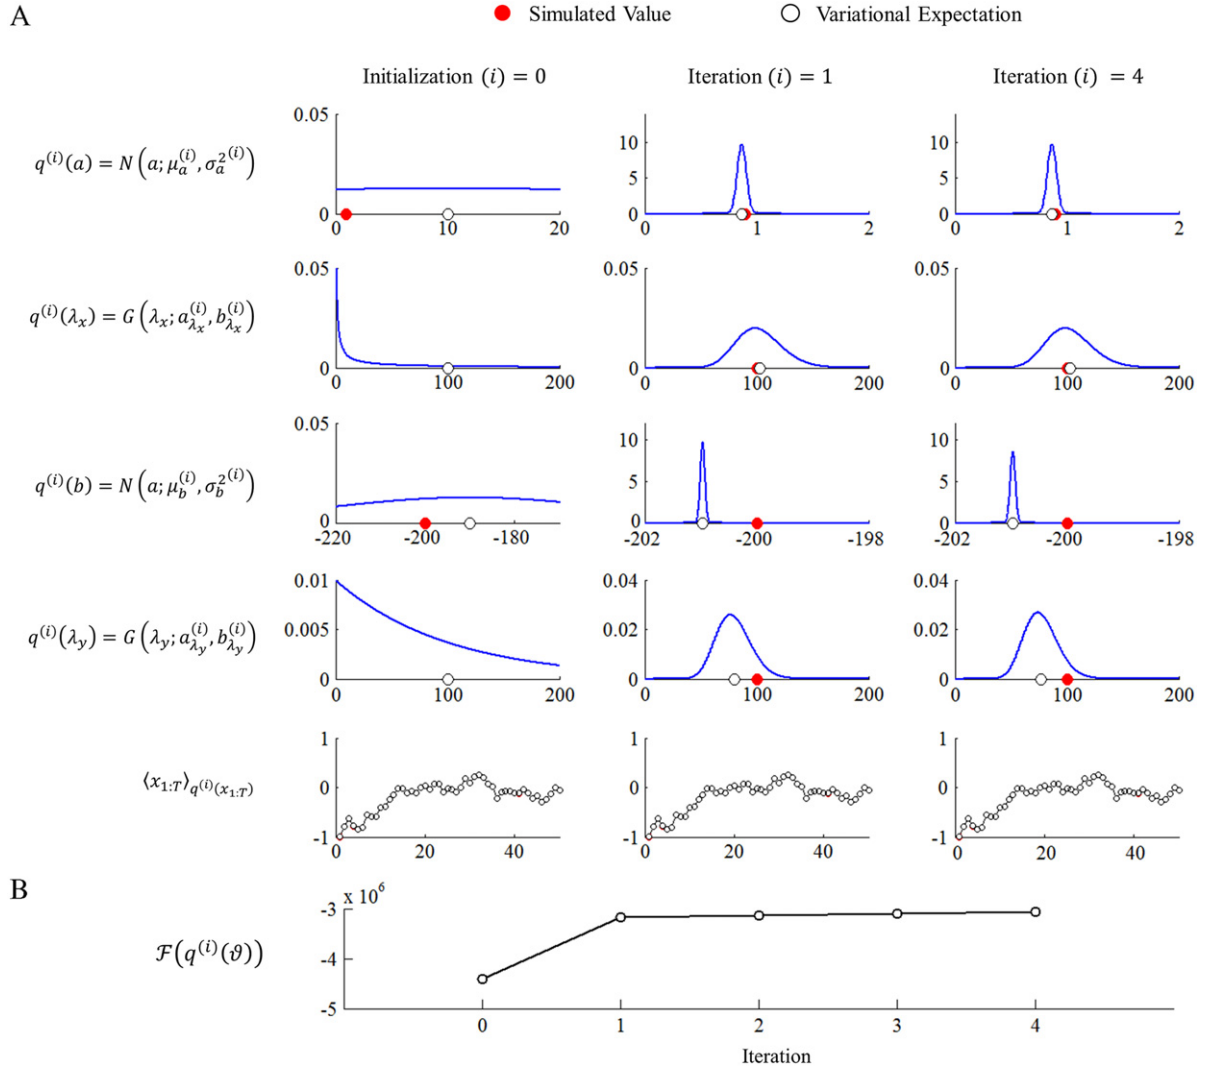 A
Simulated Value
Variational Expectation
Initialization (i) = 0
Iteration (i) = 1
Iteration (i) = 4
q^(i)(a) = N(a; μ_a^(i), σ_a^2(i))
0.05
0
0 10 20
10
5
0
0 1 2
10
5
0
0 1 2
q^(i)(λ_x) = G(λ_x; a_λx^(i), b_λx^(i))
0.05
0
0 100 200
0.05
0
0 100 200
0.05
0
0 100 200
q^(i)(b) = N(a; μ_b^(i), σ_b^2(i))
0.05
0
-220 -200 -180
10
5
0
-202 -200 -198
10
5
0
-202 -200 -198
q^(i)(λ_y) = G(λ_y; a_λy^(i), b_λy^(i))
0.01
0.005
0
0 100 200
0.04
0.02
0
0 100 200
0.04
0.02
0
0 100 200
⟨x_1:T⟩_q^(i)(x_1:T)
1
0
-1
0 20 40
1
0
-1
0 20 40
1
0
-1
0 20 40
B
x 10^6
-3
-4
-5
ℱ(q^(i)(ϑ))
0 1 2 3 4
Iteration